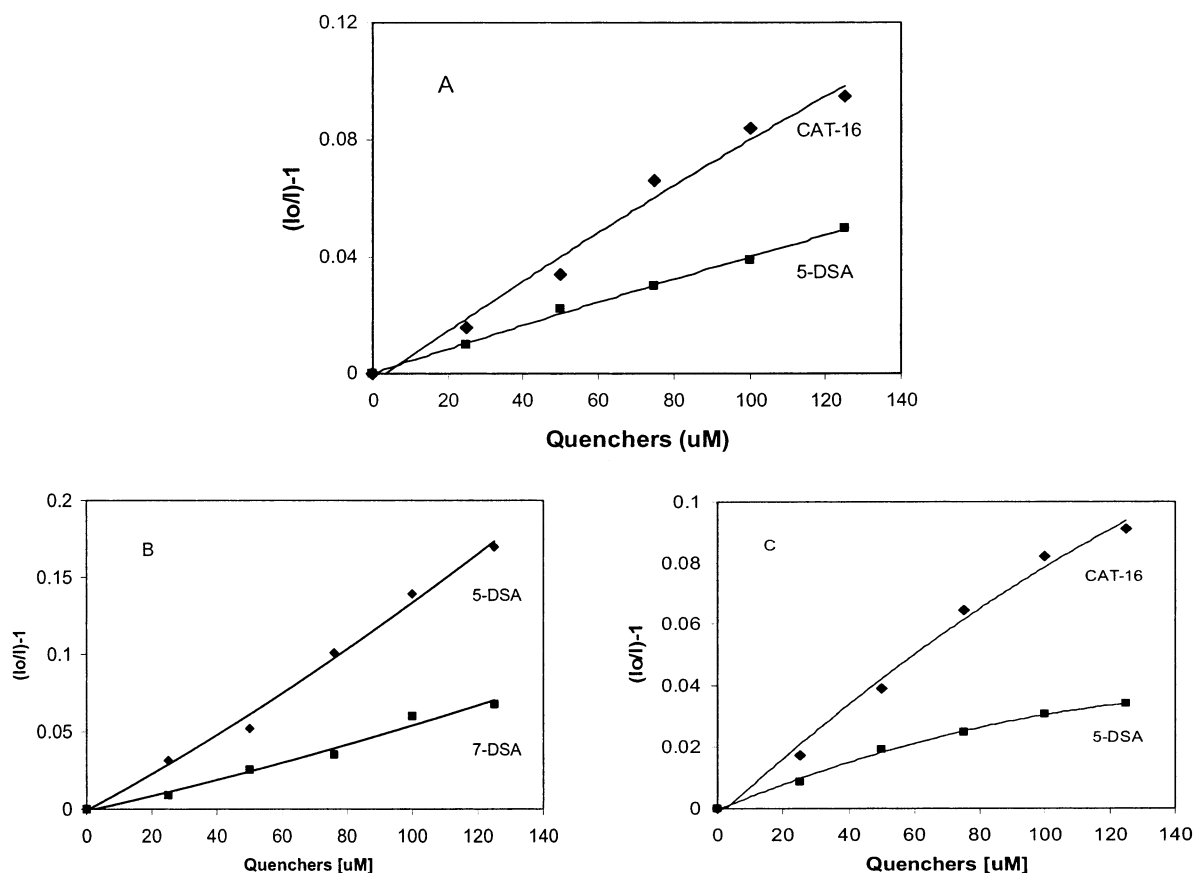 A
0.12
0.08
0.04
0
(Io/I)-1
CAT-16
5-DSA
0 20 40 60 80 100 120 140
Quenchers (uM)
B
0.2
0.15
0.1
0.05
0
(Io/I)-1
5-DSA
7-DSA
0 20 40 60 80 100 120 140
Quenchers [uM]
C
0.1
0.08
0.06
0.04
0.02
0
(Io/I)-1
CAT-16
5-DSA
0 20 40 60 80 100 120 140
Quenchers [uM]